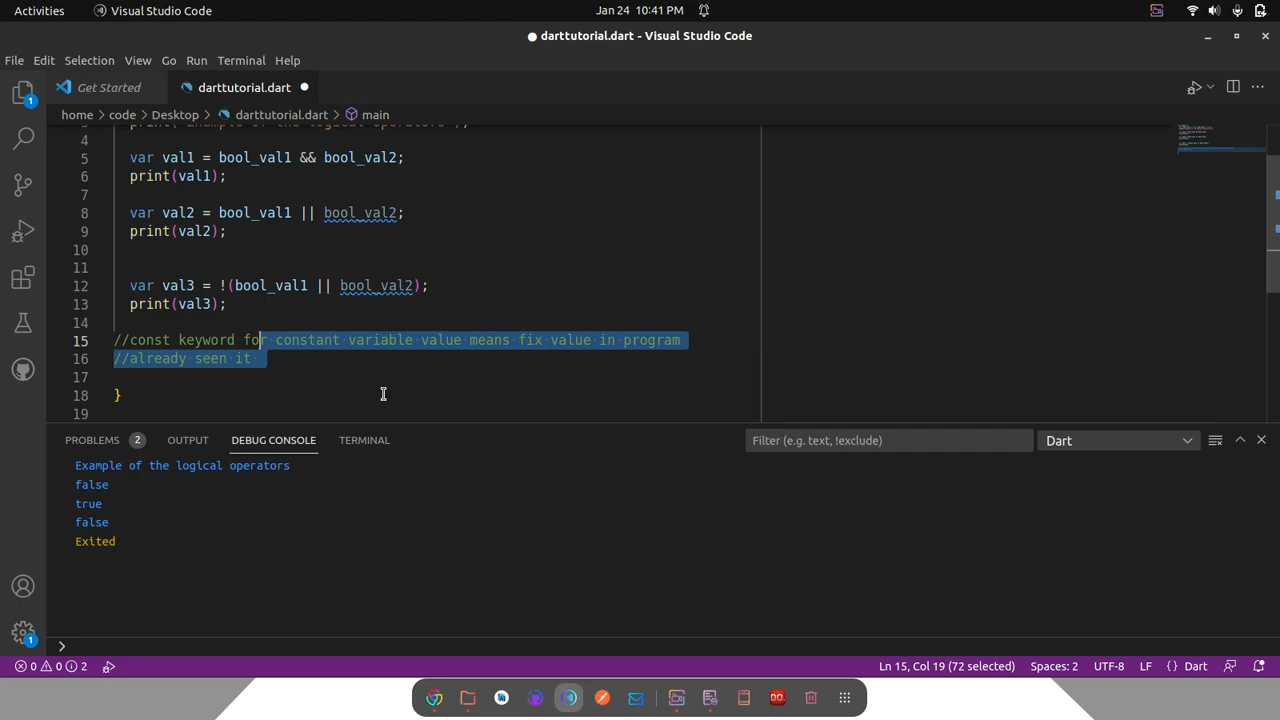 Activities
Visual Studio Code
Jan 24 10:41 PM
● darttutorial.dart - Visual Studio Code
File Edit Selection View Go Run Terminal Help
1
Get Started
darttutorial.dart
home > code > Desktop > darttutorial.dart > main
print("Example of the logical operators");
4
5 var val1 = bool_val1 && bool_val2;
6 print(val1);
7
8 var val2 = bool_val1 || bool_val2;
9 print(val2);
10
11
12 var val3 = !(bool_val1 || bool_val2);
13 print(val3);
14
15 //const keyword for constant variable value means fix value in program
16 //already seen it
17
18 }
19
PROBLEMS 2 OUTPUT DEBUG CONSOLE TERMINAL
Filter (e.g. text, !exclude)
Dart
Example of the logical operators
false
true
false
Exited
>
1
0 0 2
Ln 15, Col 19 (72 selected) Spaces: 2 UTF-8 LF {} Dart